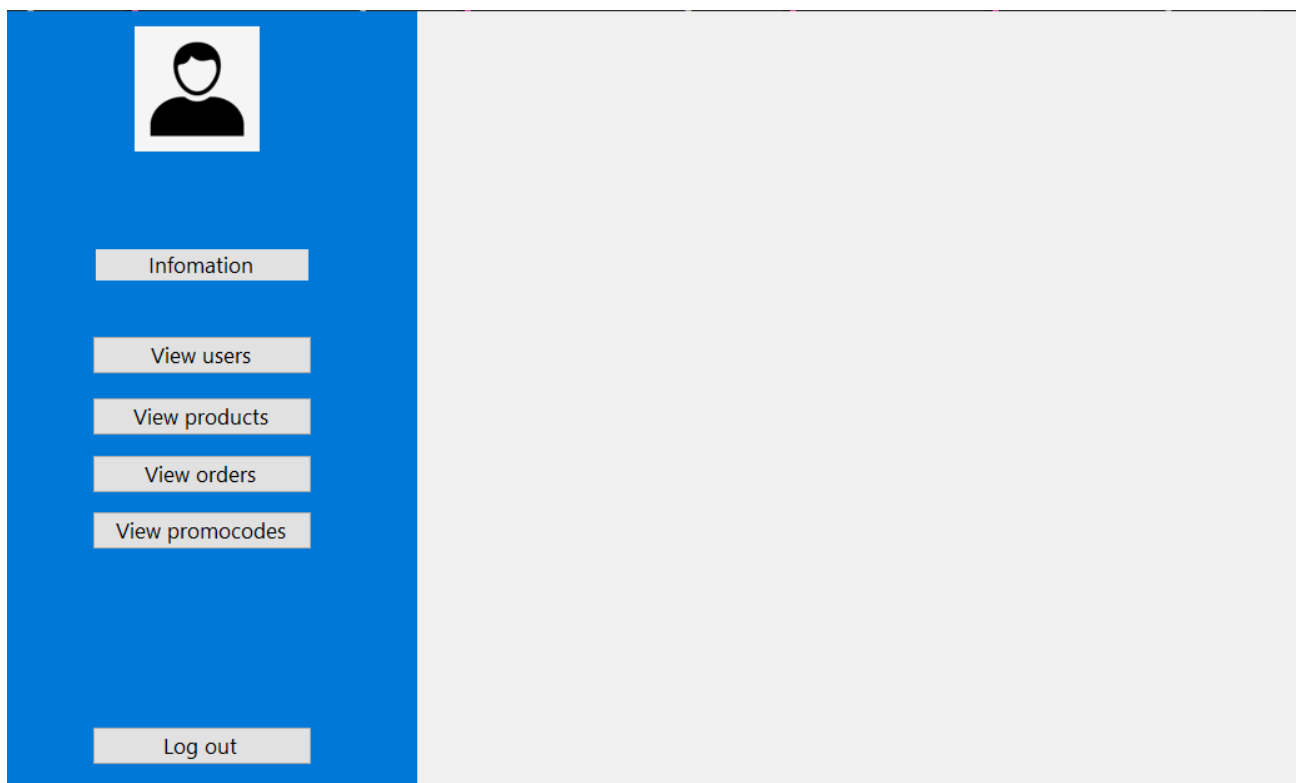 Infomation
View users
View products
View orders
View promocodes
Log out